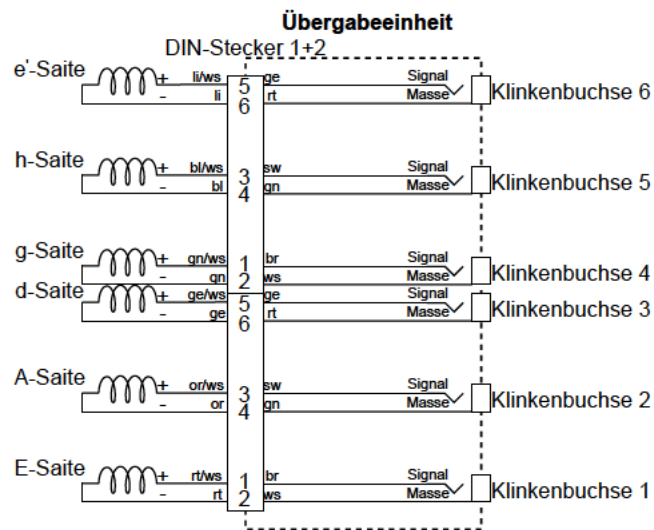 Übergabeeinheit
DIN-Stecker 1+2
e'-Saite + li/ws 5 ge Signal
- li 6 rt Masse Klinkenbuchse 6
h-Saite + bl/ws 3 sw Signal
- bl 4 gn Masse Klinkenbuchse 5
g-Saite + gn/ws 1 br Signal
- gn 2 ws Masse Klinkenbuchse 4
d-Saite + ge/ws 5 ge Signal
- ge 6 rt Masse Klinkenbuchse 3
A-Saite + or/ws 3 sw Signal
- or 4 gn Masse Klinkenbuchse 2
E-Saite + rt/ws 1 br Signal
- rt 2 ws Masse Klinkenbuchse 1